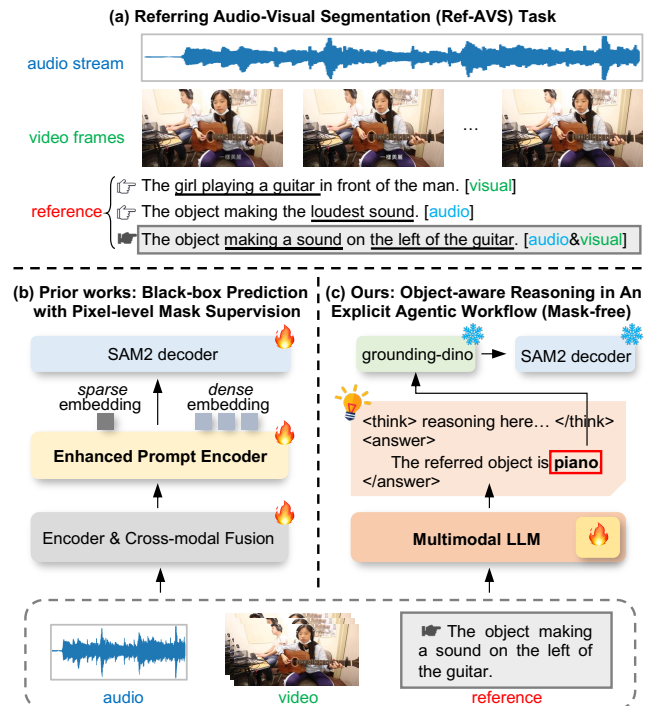 (a) Referring Audio-Visual Segmentation (Ref-AVS) Task
audio stream
video frames
...
reference
The girl playing a guitar in front of the man. [visual]
The object making the loudest sound. [audio]
The object making a sound on the left of the guitar. [audio&visual]
(b) Prior works: Black-box Prediction
with Pixel-level Mask Supervision
SAM2 decoder
sparse
embedding
dense
embedding
Enhanced Prompt Encoder
Encoder & Cross-modal Fusion
(c) Ours: Object-aware Reasoning in An
Explicit Agentic Workflow (Mask-free)
grounding-dino
SAM2 decoder
<think> reasoning here... </think>
<answer>
The referred object is piano
</answer>
Multimodal LLM
audio
video
The object making
a sound on the left of
the guitar.
reference